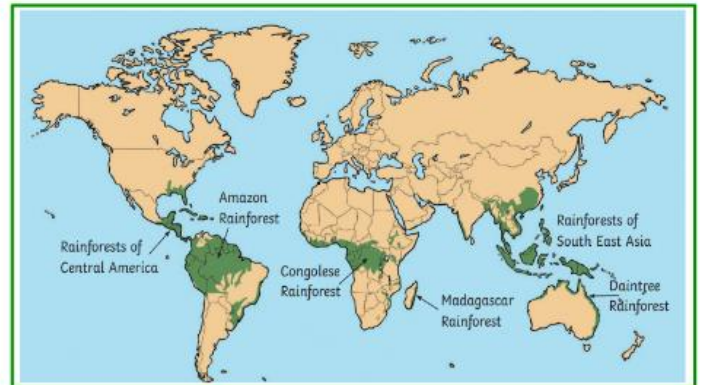 Amazon
Rainforest
Rainforests of
Central America
Congolese
Rainforest
Madagascar
Rainforest
Rainforests of
South East Asia
Daintree
Rainforest